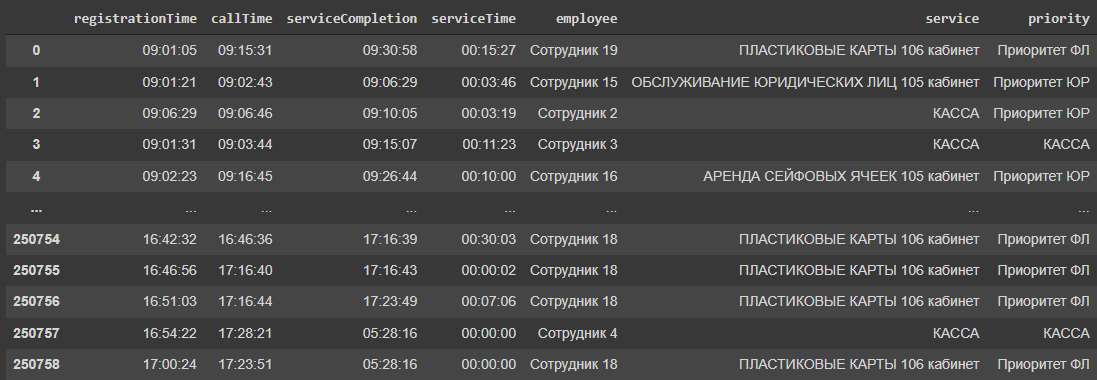 registrationTime callTime serviceCompletion serviceTime employee service priority
0 09:01:05 09:15:31 09:30:58 00:15:27 Сотрудник 19 ПЛАСТИКОВЫЕ КАРТЫ 106 кабинет Приоритет ФЛ
1 09:01:21 09:02:43 09:06:29 00:03:46 Сотрудник 15 ОБСЛУЖИВАНИЕ ЮРИДИЧЕСКИХ ЛИЦ 105 кабинет Приоритет ЮР
2 09:06:29 09:06:46 09:10:05 00:03:19 Сотрудник 2 КАССА Приоритет ЮР
3 09:01:31 09:03:44 09:15:07 00:11:23 Сотрудник 3 КАССА КАССА
4 09:02:23 09:16:45 09:26:44 00:10:00 Сотрудник 16 АРЕНДА СЕЙФОВЫХ ЯЧЕЕК 105 кабинет Приоритет ЮР
... ... ... ... ... ... ... ...
250754 16:42:32 16:46:36 17:16:39 00:30:03 Сотрудник 18 ПЛАСТИКОВЫЕ КАРТЫ 106 кабинет Приоритет ФЛ
250755 16:46:56 17:16:40 17:16:43 00:00:02 Сотрудник 18 ПЛАСТИКОВЫЕ КАРТЫ 106 кабинет Приоритет ФЛ
250756 16:51:03 17:16:44 17:23:49 00:07:06 Сотрудник 18 ПЛАСТИКОВЫЕ КАРТЫ 106 кабинет Приоритет ФЛ
250757 16:54:22 17:28:21 05:28:16 00:00:00 Сотрудник 4 КАССА КАССА
250758 17:00:24 17:23:51 05:28:16 00:00:00 Сотрудник 18 ПЛАСТИКОВЫЕ КАРТЫ 106 кабинет Приоритет ФЛ